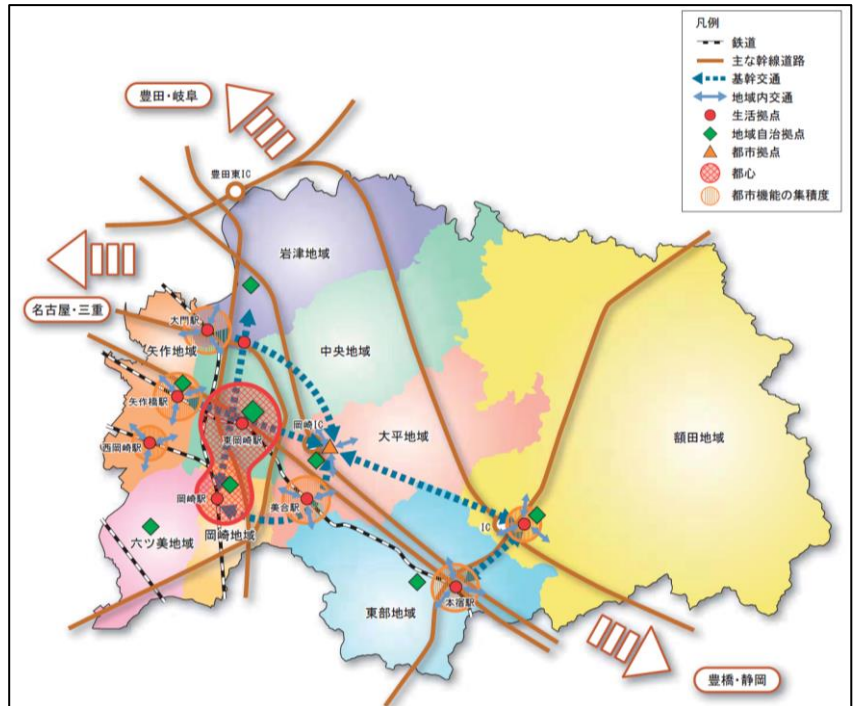 凡例
鉄道
主な幹線道路
基幹交通
地域内交通
生活拠点
地域自治拠点
都市拠点
都心
都市機能の集積度
豊田・岐阜
豊田東IC
岩津地域
名古屋・三重
大門駅
矢作地域
中央地域
矢作橋駅
東岡崎駅
岡崎IC
大平地域
額田地域
西岡崎駅
岡崎駅
美合駅
IC
六ツ美地域
岡崎地域
本宿駅
東部地域
豊橋・静岡